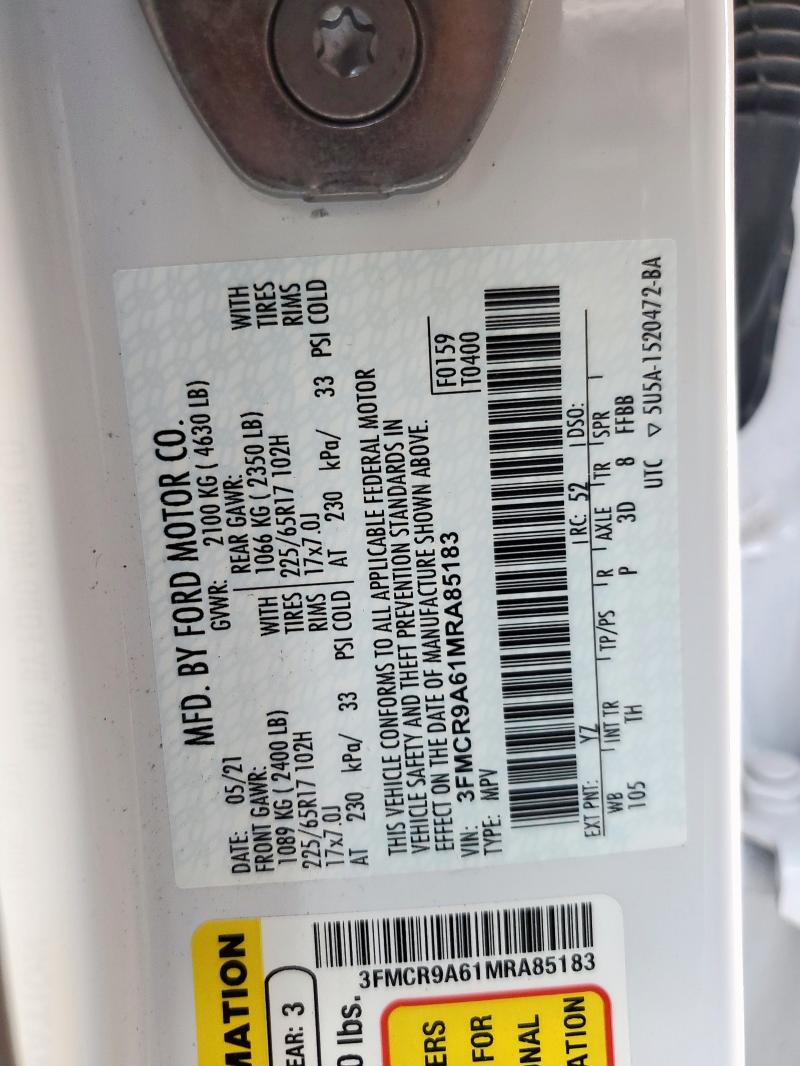 MFD. BY FORD MOTOR CO.
DATE: 05/21 GVWR: 2100 KG ( 4630 LB)
FRONT GAWR: REAR GAWR: WITH
1089 KG ( 2400 LB) WITH 1066 KG ( 2350 LB) TIRES
225/65R17 102H TIRES 225/65R17 102H RIMS
17x7.0J RIMS 17x7.0J
AT 230 kPa/ 33 PSI COLD AT 230 kPa/ 33 PSI COLD
THIS VEHICLE CONFORMS TO ALL APPLICABLE FEDERAL MOTOR
VEHICLE SAFETY AND THEFT PREVENTION STANDARDS IN
EFFECT ON THE DATE OF MANUFACTURE SHOWN ABOVE.
VIN: 3FMCR9A61MRA85183 F0159
TYPE: MPV T0400
EXT PNT: YZ RC: 52 DSO:
WB INT TR TP/PS R AXLE TR SPR
105 TH P 3D 8 FFBB
UTC ▽ 5U5A-1520472-BA
MATION
EAR: 3
0 lbs.
3FMCR9A61MRA85183
ERS
FOR
NAL
ATION